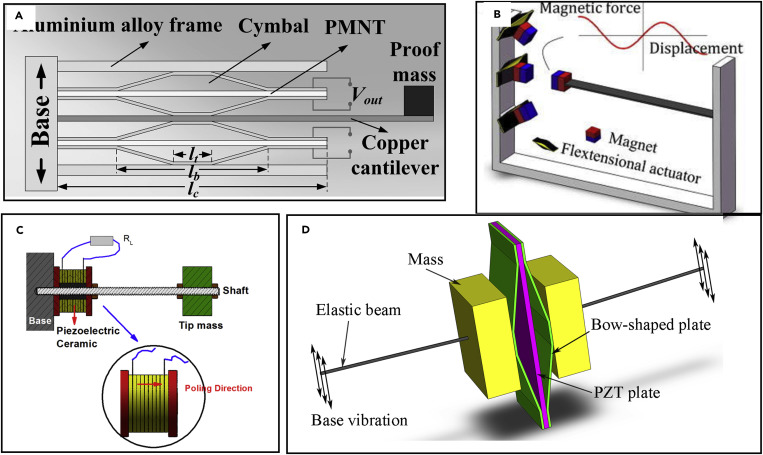 A
Aluminium alloy frame
Cymbal
PMNT
Proof
mass
Base
Vout
Copper
cantilever
lt
lb
lc
B
Magnetic force
Displacement
Magnet
Flextensional actuator
C
RL
Base
Shaft
Piezoelectric
Ceramic
Tip mass
Poling Direction
D
Mass
Elastic beam
Bow-shaped plate
PZT plate
Base vibration